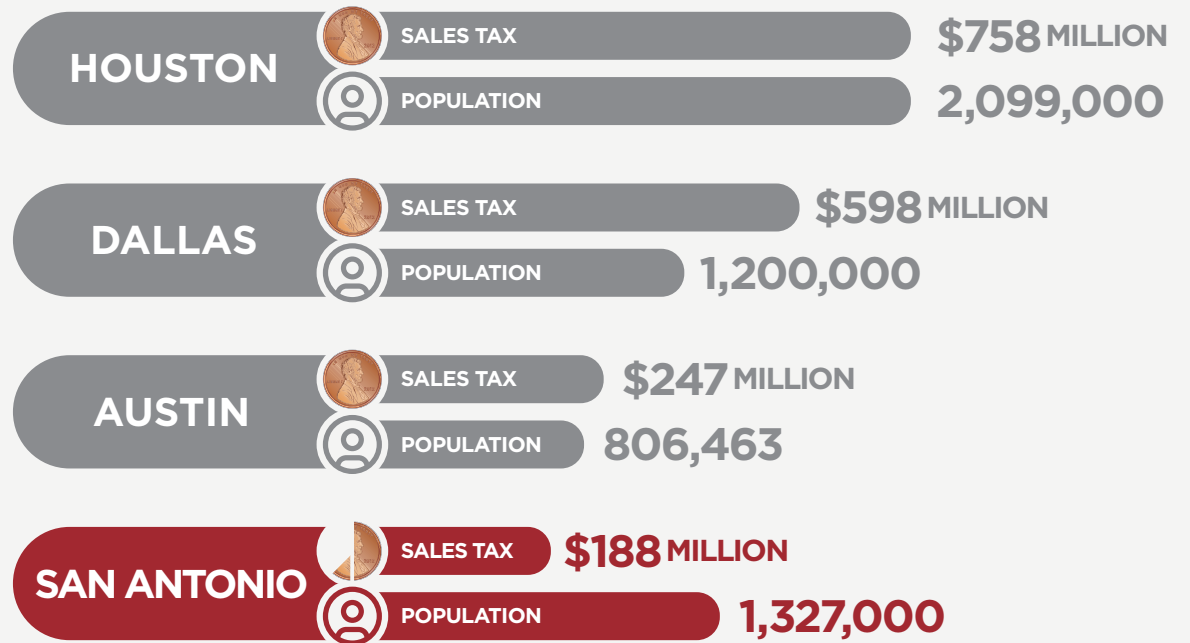 SALES TAX $758 MILLION
HOUSTON
POPULATION 2,099,000
SALES TAX $598 MILLION
DALLAS
POPULATION 1,200,000
SALES TAX $247 MILLION
AUSTIN
POPULATION 806,463
SALES TAX $188 MILLION
SAN ANTONIO
POPULATION 1,327,000